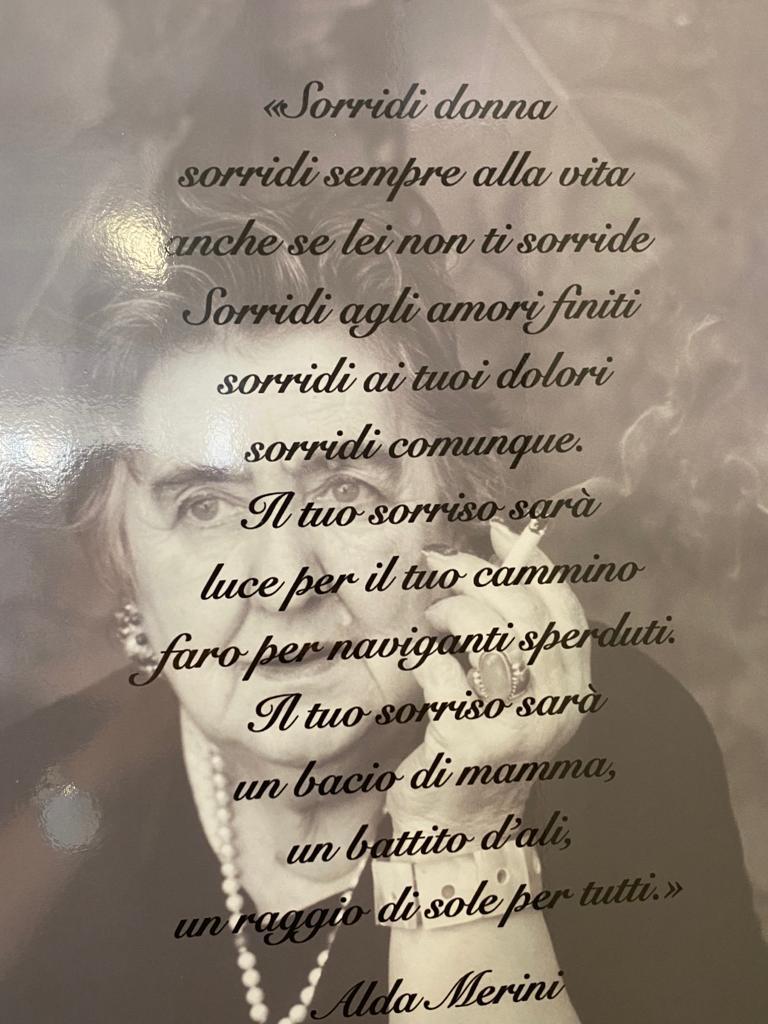 «Sorridi donna
sorridi sempre alla vita
anche se lei non ti sorride
Sorridi agli amori finiti
sorridi ai tuoi dolori
sorridi comunque.
Il tuo sorriso sarà
luce per il tuo cammino
faro per naviganti sperduti.
Il tuo sorriso sarà
un bacio di mamma,
un battito d'ali,
un raggio di sole per tutti.»
Alda Merini